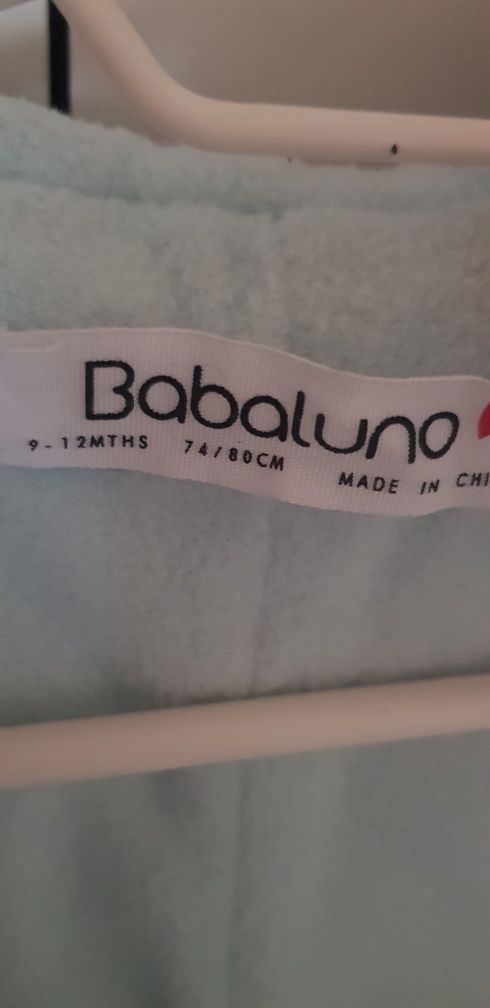 Babaluno
9-12MTHS 74/80CM MADE IN CHI